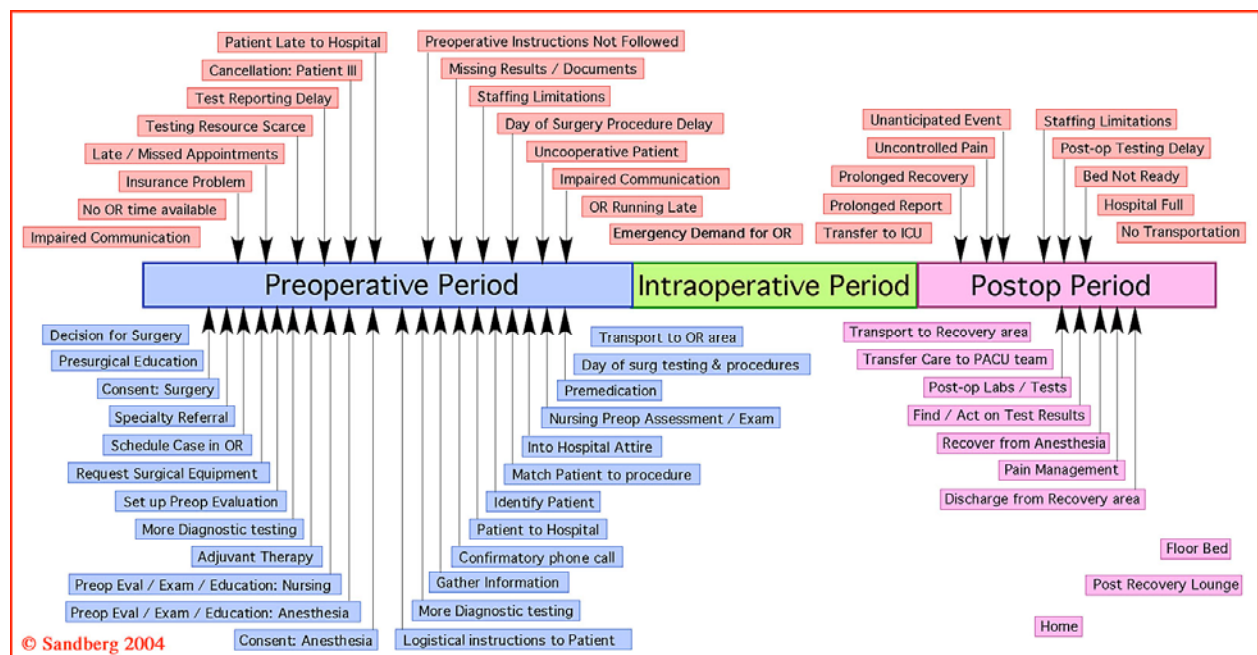 Patient Late to Hospital
Cancellation: Patient Ill
Test Reporting Delay
Testing Resource Scarce
Late / Missed Appointments
Insurance Problem
No OR time available
Impaired Communication
Preoperative Instructions Not Followed
Missing Results / Documents
Staffing Limitations
Day of Surgery Procedure Delay
Uncooperative Patient
Impaired Communication
OR Running Late
Emergency Demand for OR
Unanticipated Event
Uncontrolled Pain
Prolonged Recovery
Prolonged Report
Transfer to ICU
Staffing Limitations
Post-op Testing Delay
Bed Not Ready
Hospital Full
No Transportation
Preoperative Period
Intraoperative Period
Postop Period
Decision for Surgery
Presurgical Education
Consent: Surgery
Specialty Referral
Schedule Case in OR
Request Surgical Equipment
Set up Preop Evaluation
More Diagnostic testing
Adjuvant Therapy
Preop Eval / Exam / Education: Nursing
Preop Eval / Exam / Education: Anesthesia
Consent: Anesthesia
Transport to OR area
Day of surg testing & procedures
Premedication
Nursing Preop Assessment / Exam
Into Hospital Attire
Match Patient to procedure
Identify Patient
Patient to Hospital
Confirmatory phone call
Gather Information
More Diagnostic testing
Logistical instructions to Patient
Transport to Recovery area
Transfer Care to PACU team
Post-op Labs / Tests
Find / Act on Test Results
Recover from Anesthesia
Pain Management
Discharge from Recovery area
Floor Bed
Post Recovery Lounge
Home
© Sandberg 2004